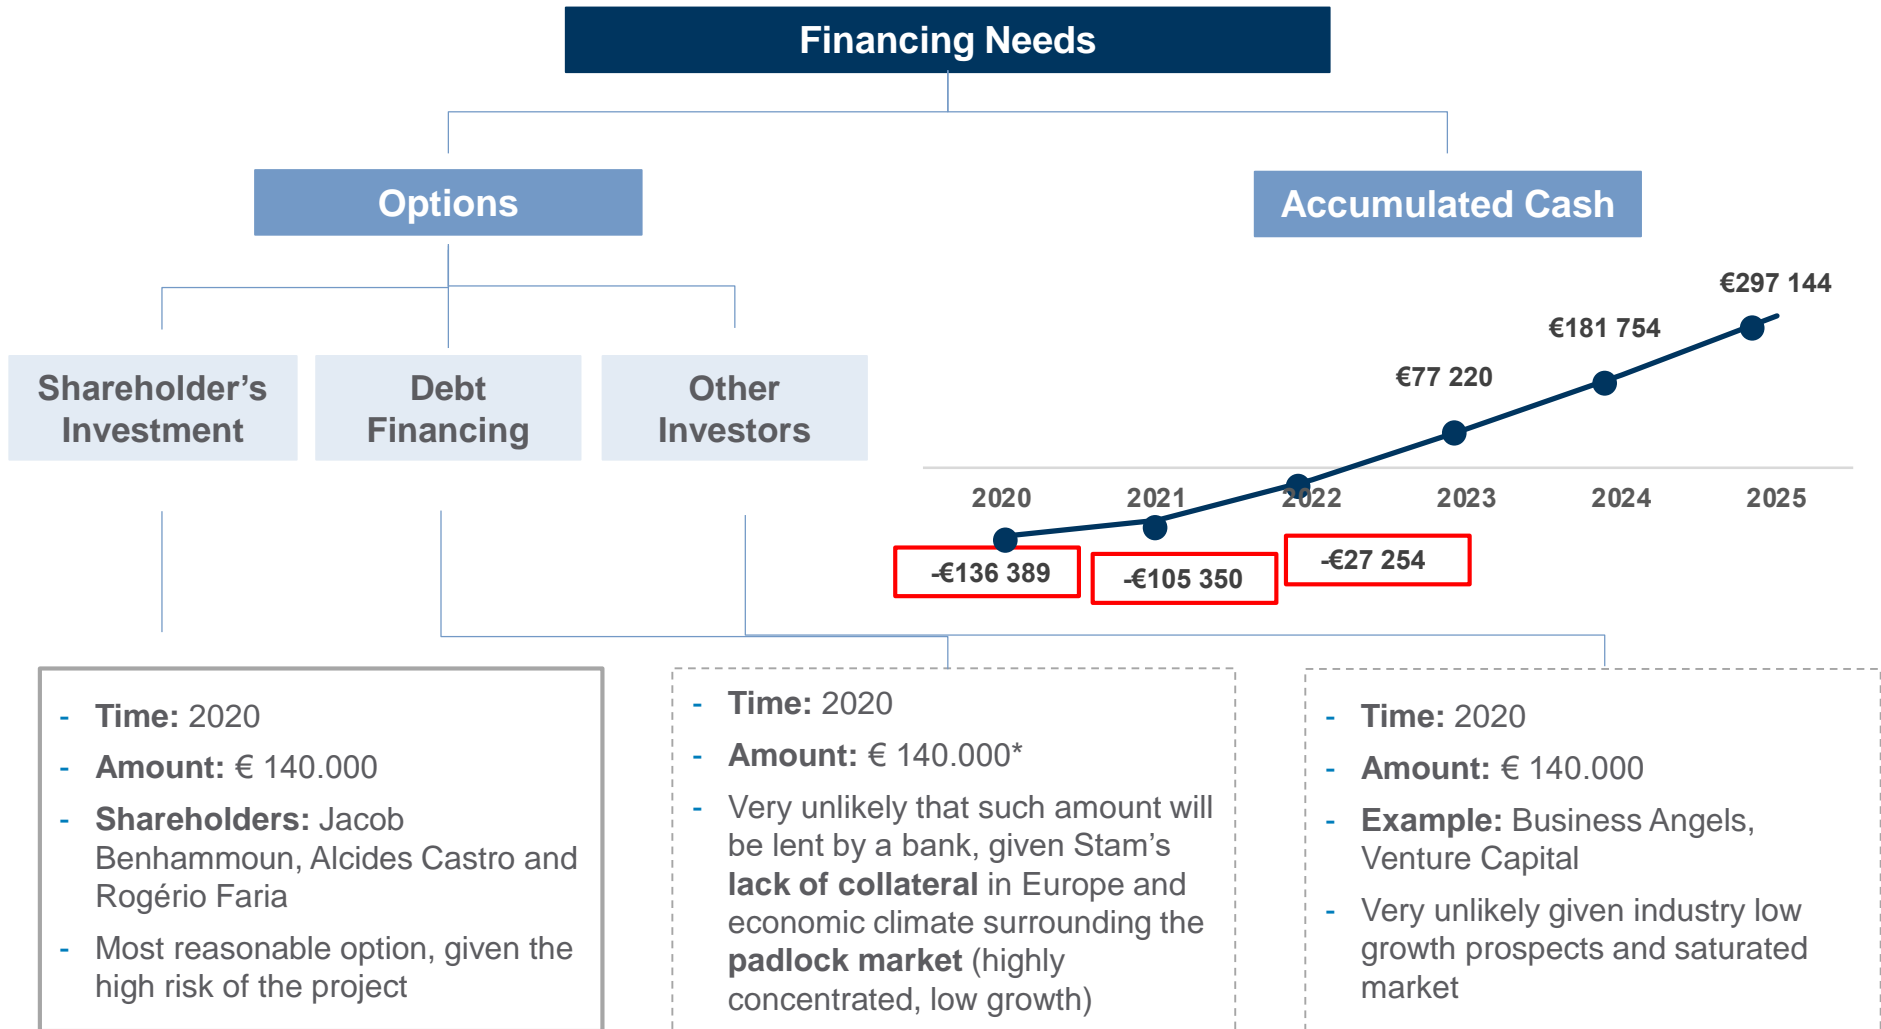 Financing Needs
Options
Accumulated Cash
Shareholder’s
Investment
Debt
Financing
Other
Investors
€297 144
€181 754
€77 220
2020
2021
2022
2023
2024
2025
-€136 389
-€105 350
-€27 254
- Time: 2020
- Amount: € 140.000
- Shareholders: Jacob
Benhammoun, Alcides Castro and
Rogério Faria
- Most reasonable option, given the
high risk of the project
- Time: 2020
- Amount: € 140.000*
- Very unlikely that such amount will
be lent by a bank, given Stam’s
lack of collateral in Europe and
economic climate surrounding the
padlock market (highly
concentrated, low growth)
- Time: 2020
- Amount: € 140.000
- Example: Business Angels,
Venture Capital
- Very unlikely given industry low
growth prospects and saturated
market